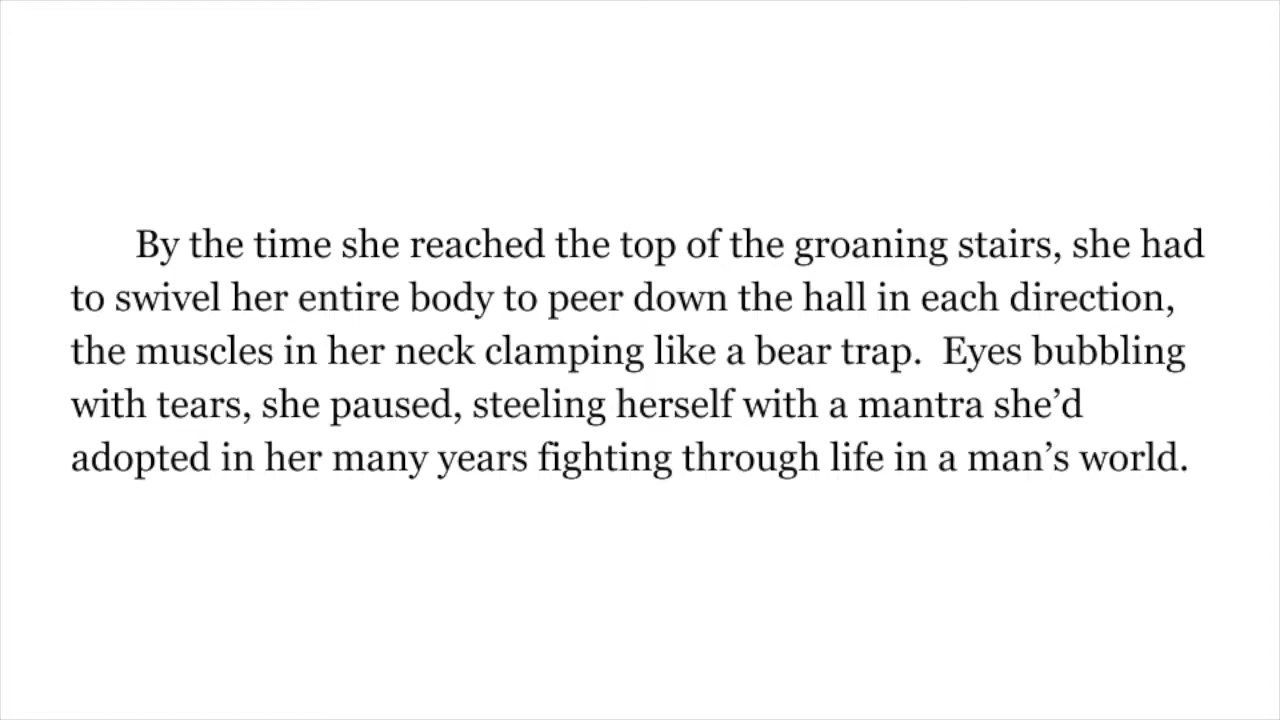 By the time she reached the top of the groaning stairs, she had
to swivel her entire body to peer down the hall in each direction,
the muscles in her neck clamping like a bear trap.  Eyes bubbling
with tears, she paused, steeling herself with a mantra she’d
adopted in her many years fighting through life in a man’s world.